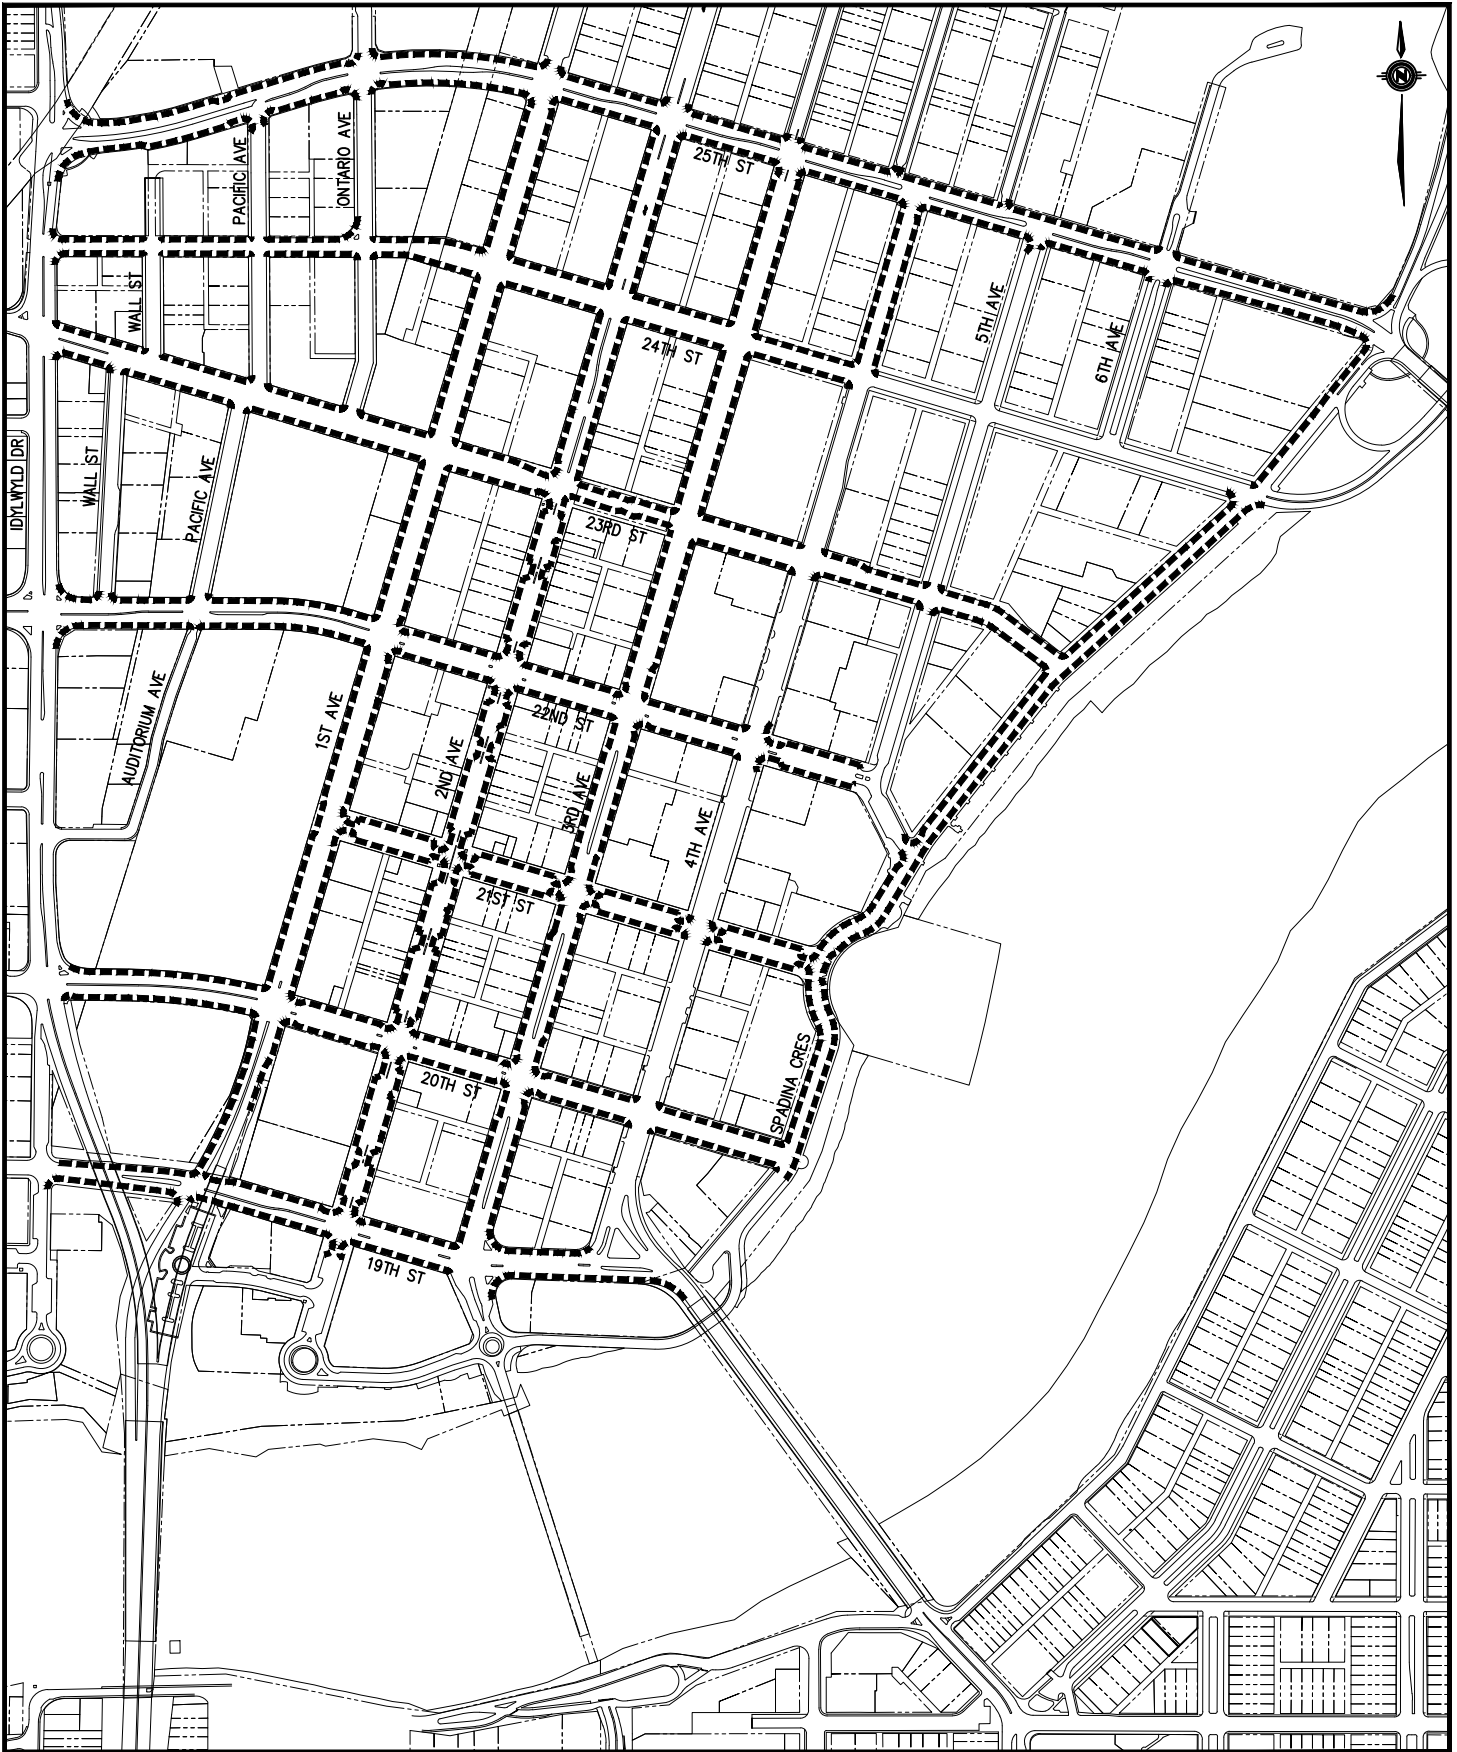 N
25TH ST
PACIFIC AVE
ONTARIO AVE
WALL ST
24TH ST
5TH AVE
6TH AVE
IDYLWYLD DR
WALL ST
PACIFIC AVE
23RD ST
AUDITORIUM AVE
1ST AVE
2ND AVE
22ND ST
3RD AVE
4TH AVE
21ST ST
20TH ST
SPADINA CRES
19TH ST